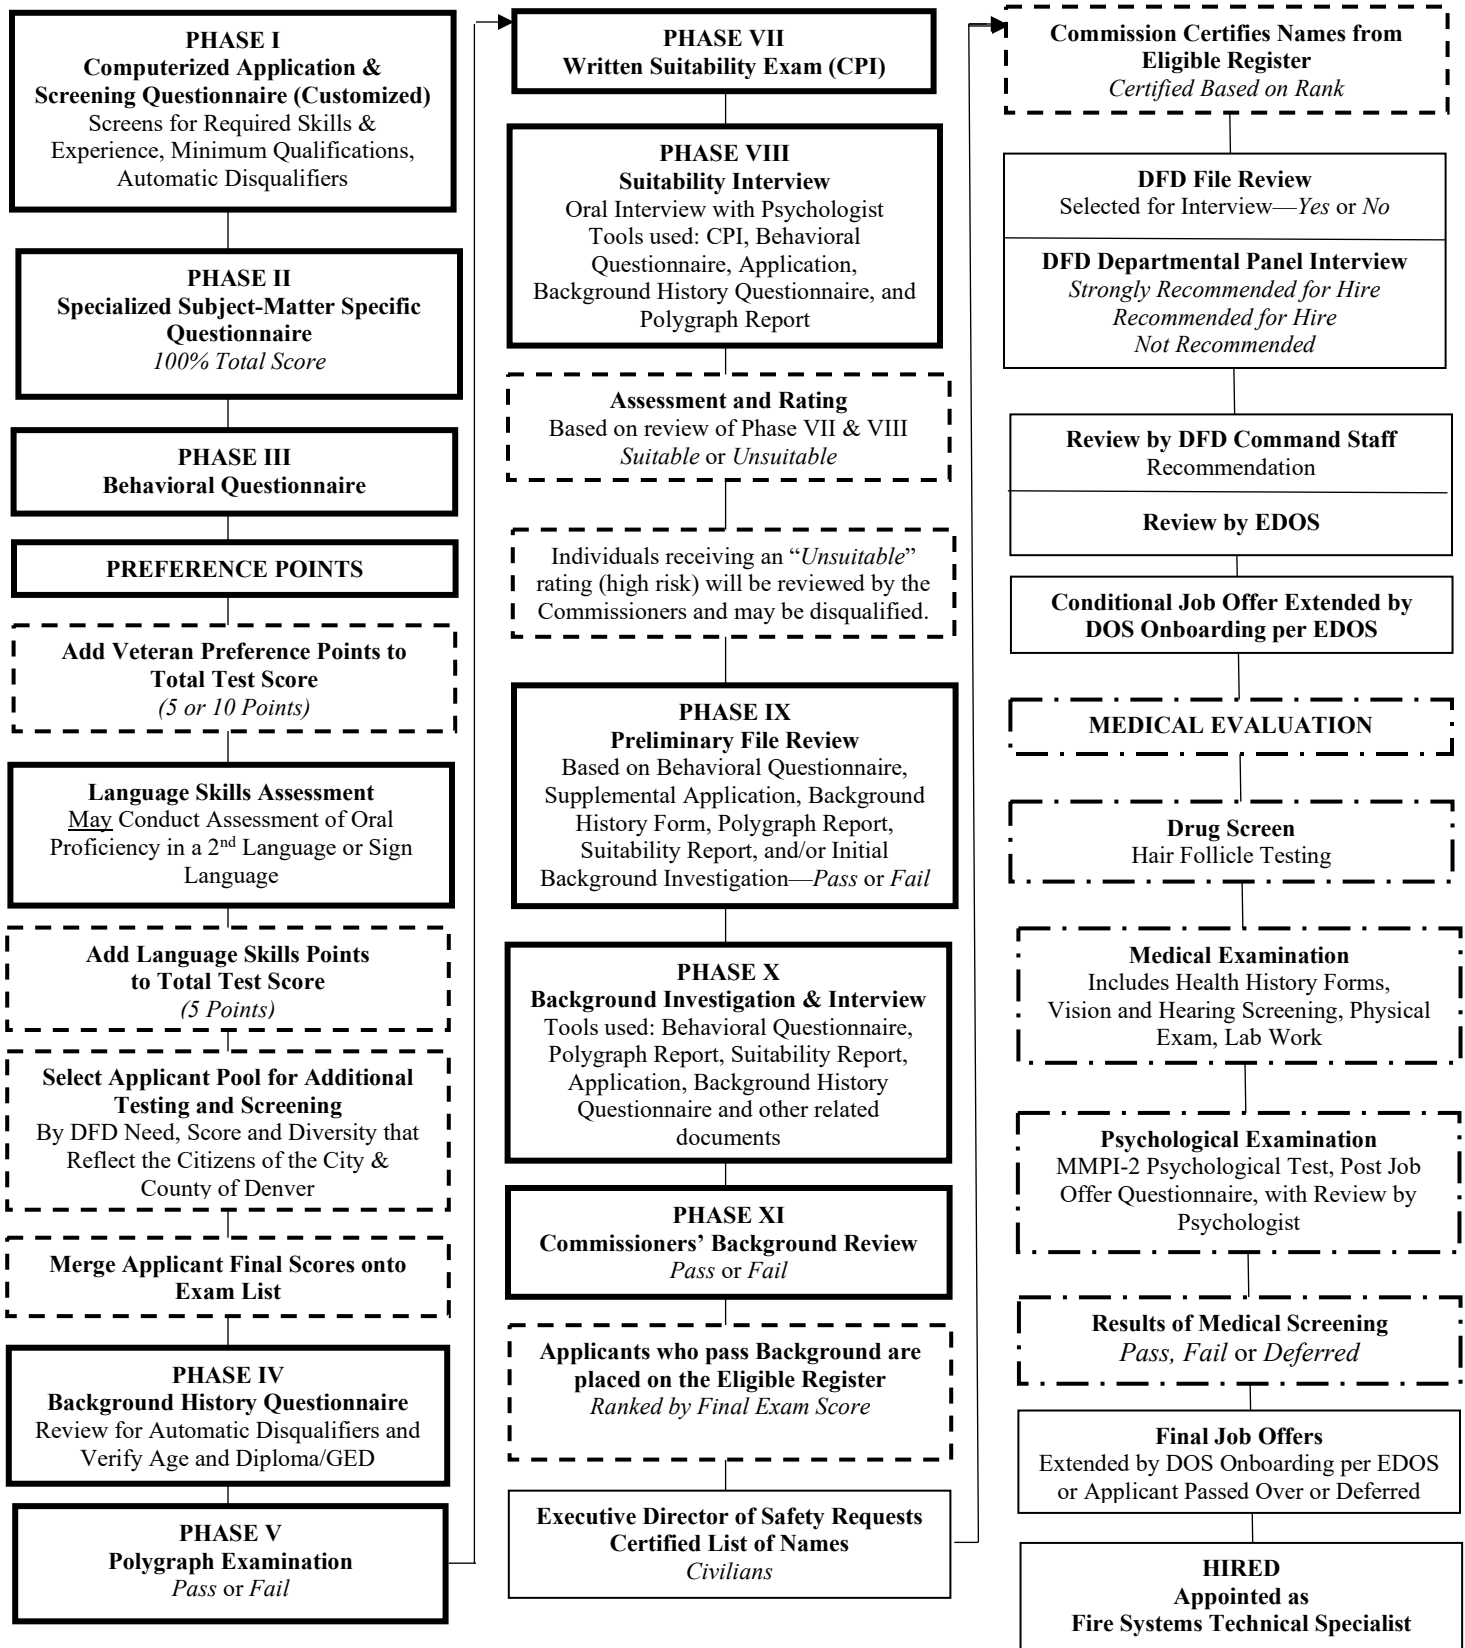 PHASE I
Computerized Application &
Screening Questionnaire (Customized)
Screens for Required Skills &
Experience, Minimum Qualifications,
Automatic Disqualifiers
PHASE II
Specialized Subject-Matter Specific
Questionnaire
100% Total Score
PHASE III
Behavioral Questionnaire
PREFERENCE POINTS
Add Veteran Preference Points to
Total Test Score
(5 or 10 Points)
Language Skills Assessment
May Conduct Assessment of Oral
Proficiency in a 2nd Language or Sign
Language
Add Language Skills Points
to Total Test Score
(5 Points)
Select Applicant Pool for Additional
Testing and Screening
By DFD Need, Score and Diversity that
Reflect the Citizens of the City &
County of Denver
Merge Applicant Final Scores onto
Exam List
PHASE IV
Background History Questionnaire
Review for Automatic Disqualifiers and
Verify Age and Diploma/GED
PHASE V
Polygraph Examination
Pass or Fail
PHASE VII
Written Suitability Exam (CPI)
PHASE VIII
Suitability Interview
Oral Interview with Psychologist
Tools used: CPI, Behavioral
Questionnaire, Application,
Background History Questionnaire, and
Polygraph Report
Assessment and Rating
Based on review of Phase VII & VIII
Suitable or Unsuitable
Individuals receiving an “Unsuitable”
rating (high risk) will be reviewed by the
Commissioners and may be disqualified.
PHASE IX
Preliminary File Review
Based on Behavioral Questionnaire,
Supplemental Application, Background
History Form, Polygraph Report,
Suitability Report, and/or Initial
Background Investigation—Pass or Fail
PHASE X
Background Investigation & Interview
Tools used: Behavioral Questionnaire,
Polygraph Report, Suitability Report,
Application, Background History
Questionnaire and other related
documents
PHASE XI
Commissioners’ Background Review
Pass or Fail
Applicants who pass Background are
placed on the Eligible Register
Ranked by Final Exam Score
Executive Director of Safety Requests
Certified List of Names
Civilians
Commission Certifies Names from
Eligible Register
Certified Based on Rank
DFD File Review
Selected for Interview—Yes or No
DFD Departmental Panel Interview
Strongly Recommended for Hire
Recommended for Hire
Not Recommended
Review by DFD Command Staff
Recommendation
Review by EDOS
Conditional Job Offer Extended by
DOS Onboarding per EDOS
MEDICAL EVALUATION
Drug Screen
Hair Follicle Testing
Medical Examination
Includes Health History Forms,
Vision and Hearing Screening, Physical
Exam, Lab Work
Psychological Examination
MMPI-2 Psychological Test, Post Job
Offer Questionnaire, with Review by
Psychologist
Results of Medical Screening
Pass, Fail or Deferred
Final Job Offers
Extended by DOS Onboarding per EDOS
or Applicant Passed Over or Deferred
HIRED
Appointed as
Fire Systems Technical Specialist